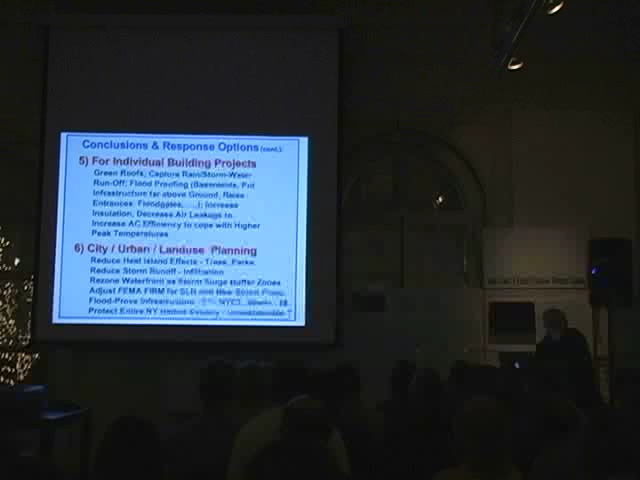 Conclusions & Response Options (cont.):
5) For Individual Building Projects
Green Roofs, Capture Rain/Storm-Water
Run-Off; Flood Proofing (Basements, Put
Infrastructure far above Ground, Raise
Entrances, Floodgates, ....); Increase
Insulation, Decrease Air Leakage to
Increase AC Efficiency to cope with Higher
Peak Temperatures
6) City / Urban / Landuse Planning
Reduce Heat Island Effects - Trees, Parks
Reduce Storm Runoff - Infiltration
Rezone Waterfront as Storm Surge Buffer Zones
Adjust FEMA FIRM for SLR and
Flood-Prove Infrastructure
Protect Entire NY